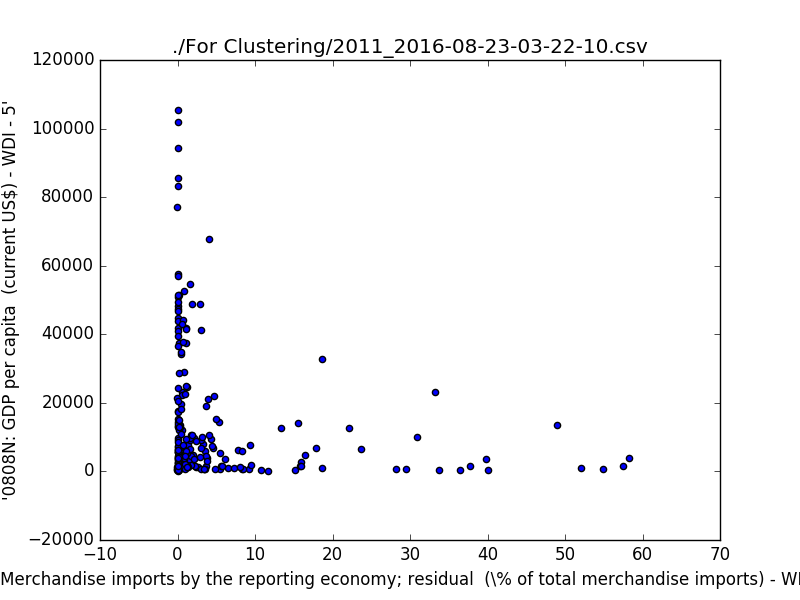 ./For Clustering/2011_2016-08-23-03-22-10.csv
120000
100000
80000
60000
40000
20000
0
−20000
'0808N: GDP per capita  (current US$) - WDI - 5'
−10 0 10 20 30 40 50 60 70
Merchandise imports by the reporting economy; residual  (\% of total merchandise imports) -